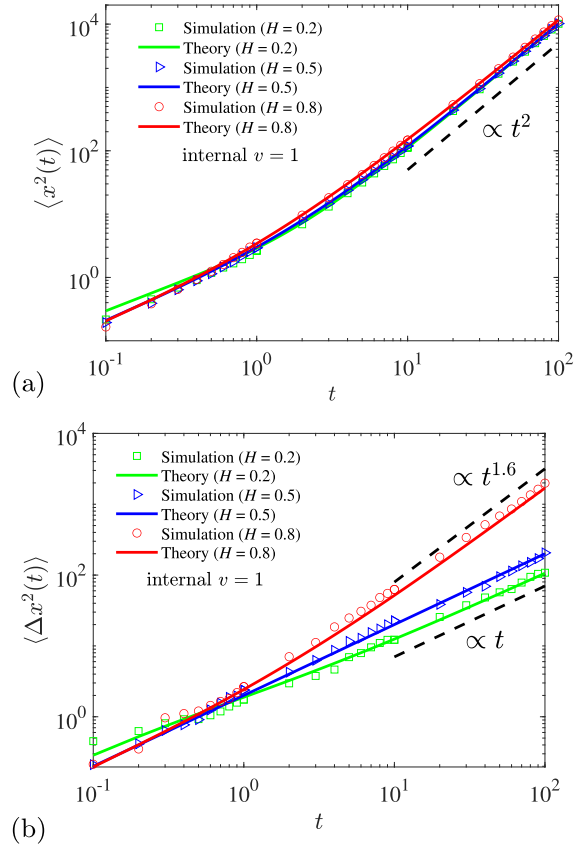 10^4
10^2
10^0
⟨x^2(t)⟩
Simulation (H = 0.2)
Theory (H = 0.2)
Simulation (H = 0.5)
Theory (H = 0.5)
Simulation (H = 0.8)
Theory (H = 0.8)
internal v = 1
∝ t^2
10^-1 10^0 10^1 10^2
t
(a)
10^4
10^2
10^0
⟨Δx^2(t)⟩
Simulation (H = 0.2)
Theory (H = 0.2)
Simulation (H = 0.5)
Theory (H = 0.5)
Simulation (H = 0.8)
Theory (H = 0.8)
internal v = 1
∝ t^1.6
∝ t
10^-1 10^0 10^1 10^2
t
(b)